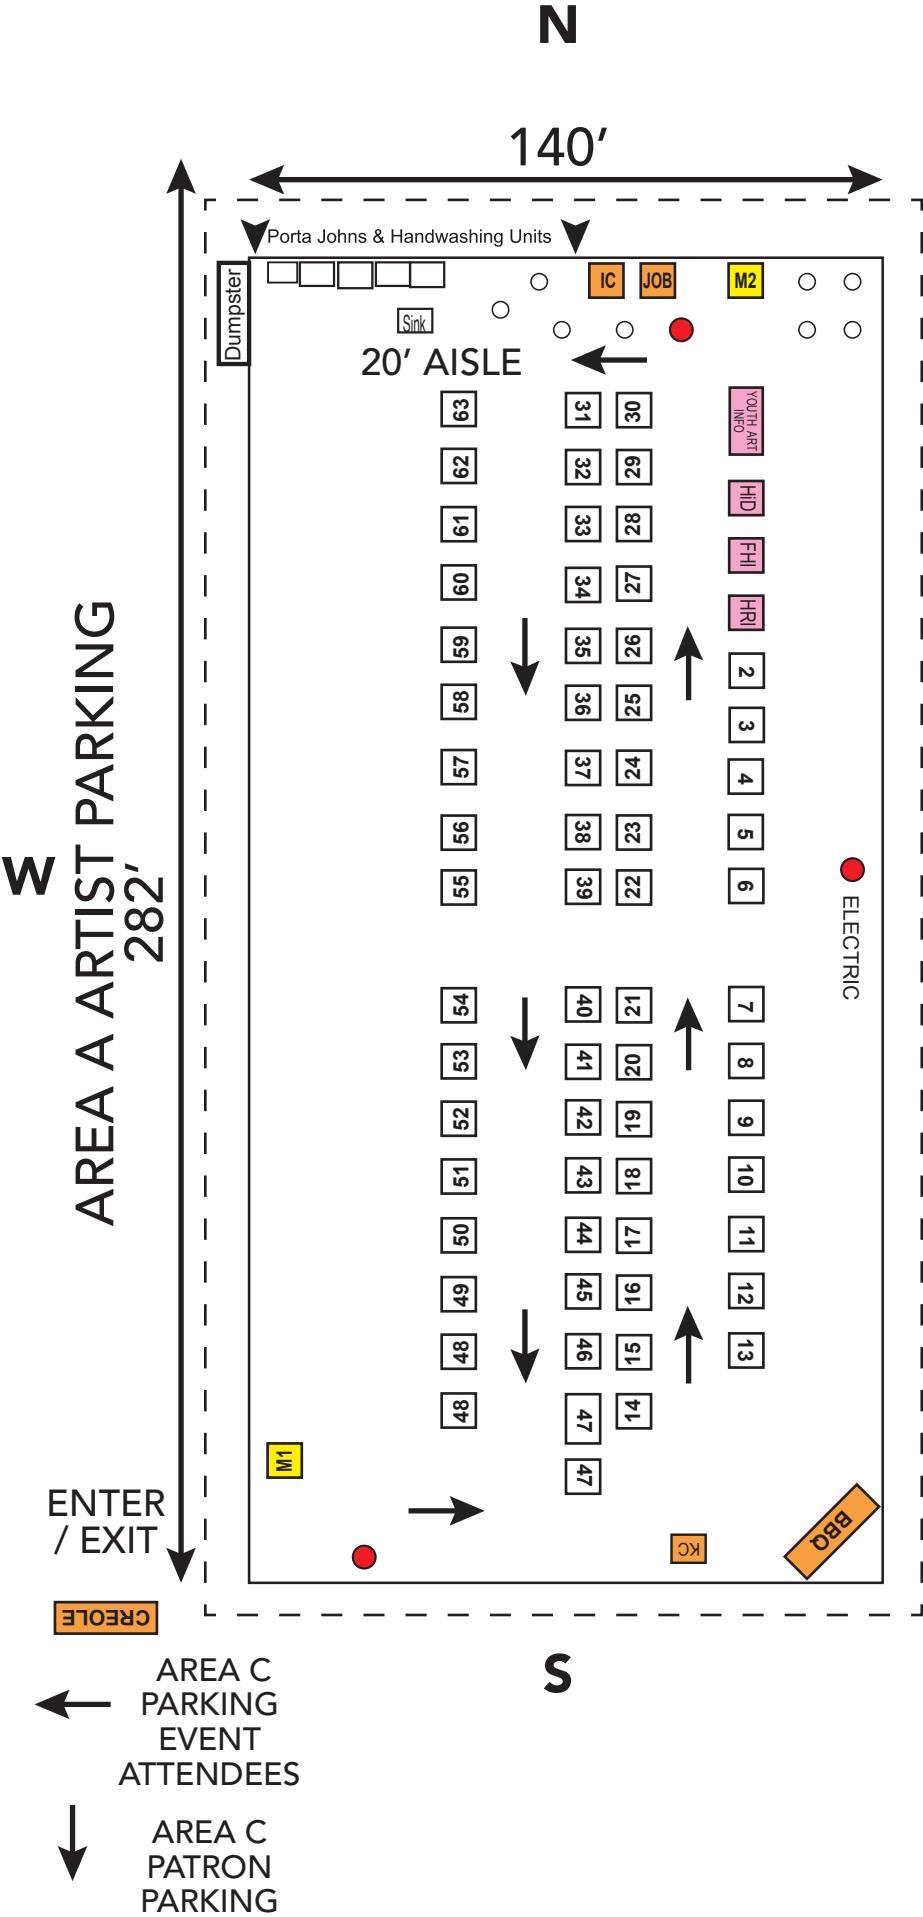 N
140’
Porta Johns & Handwashing Units
Dumpster
IC
JOB
M2
Sink
20’ AISLE
63
31
30
YOUTH ART
INFO
62
32
29
HiD
61
33
28
FHI
60
34
27
HRI
59
35
26
2
58
36
25
3
57
37
24
4
56
38
23
5
55
39
22
6
W
AREA A ARTIST PARKING
282’
ELECTRIC
54
40
21
7
53
41
20
8
52
42
19
9
51
43
18
10
50
44
17
11
49
45
16
12
48
46
15
13
48
47
14
M1
47
ENTER
/ EXIT
KC
BBQ
CREOLE
S
AREA C
PARKING
EVENT
ATTENDEES
AREA C
PATRON
PARKING